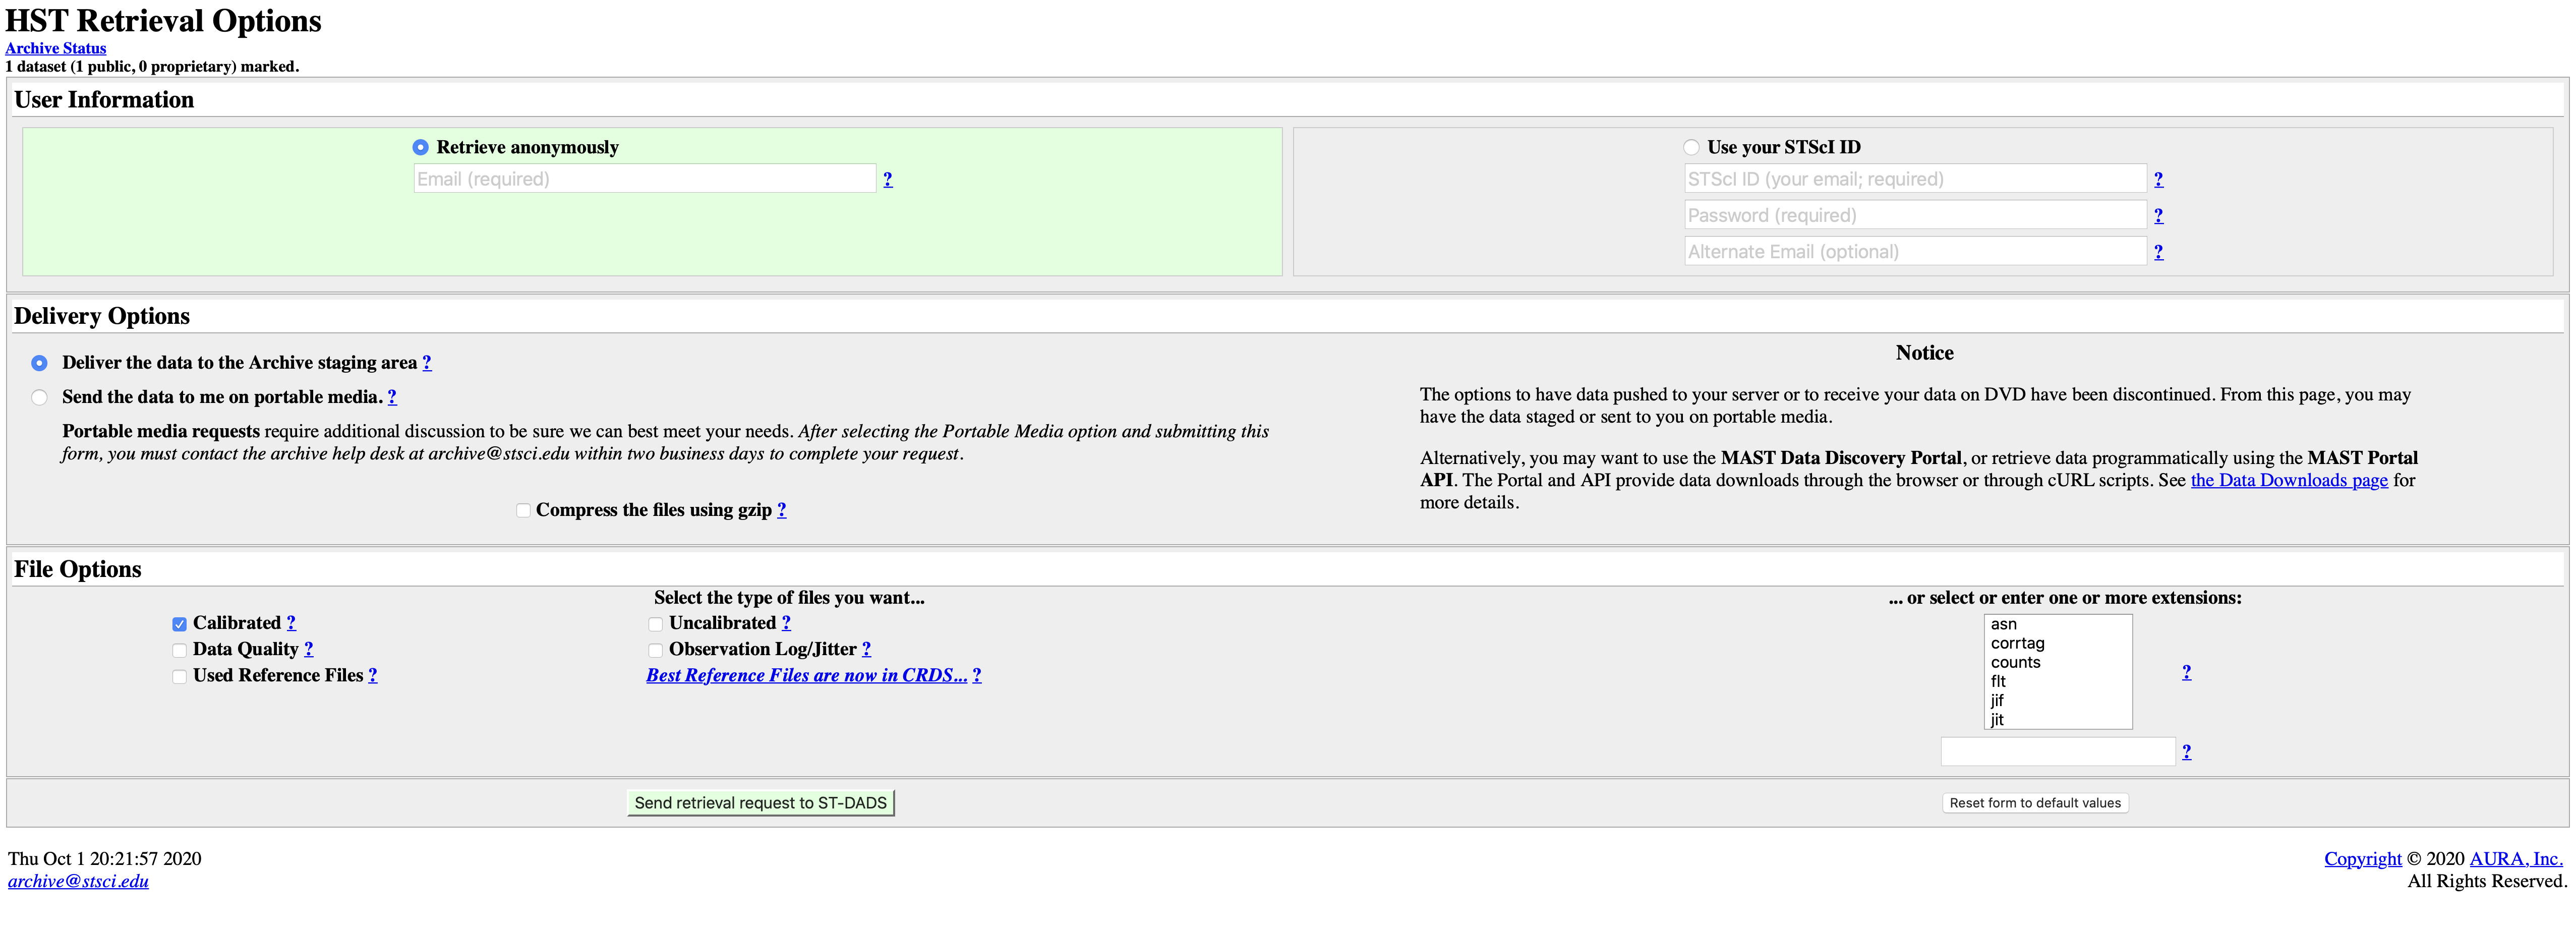 HST Retrieval Options
Archive Status
1 dataset (1 public, 0 proprietary) marked.
User Information
Retrieve anonymously
Email (required) ?
Use your STScI ID
STScI ID (your email; required) ?
Password (required) ?
Alternate Email (optional) ?
Delivery Options
Deliver the data to the Archive staging area ?
Send the data to me on portable media. ?
Portable media requests require additional discussion to be sure we can best meet your needs. After selecting the Portable Media option and submitting this
form, you must contact the archive help desk at archive@stsci.edu within two business days to complete your request.
Compress the files using gzip ?
Notice
The options to have data pushed to your server or to receive your data on DVD have been discontinued. From this page, you may
have the data staged or sent to you on portable media.
Alternatively, you may want to use the MAST Data Discovery Portal, or retrieve data programmatically using the MAST Portal
API. The Portal and API provide data downloads through the browser or through cURL scripts. See the Data Downloads page for
more details.
File Options
Select the type of files you want...
Calibrated ?
Uncalibrated ?
Data Quality ?
Observation Log/Jitter ?
Used Reference Files ?
Best Reference Files are now in CRDS... ?
... or select or enter one or more extensions:
asn
corrtag
counts
flt
jif
jit
?
?
Send retrieval request to ST-DADS
Reset form to default values
Thu Oct 1 20:21:57 2020
archive@stsci.edu
Copyright © 2020 AURA, Inc.
All Rights Reserved.